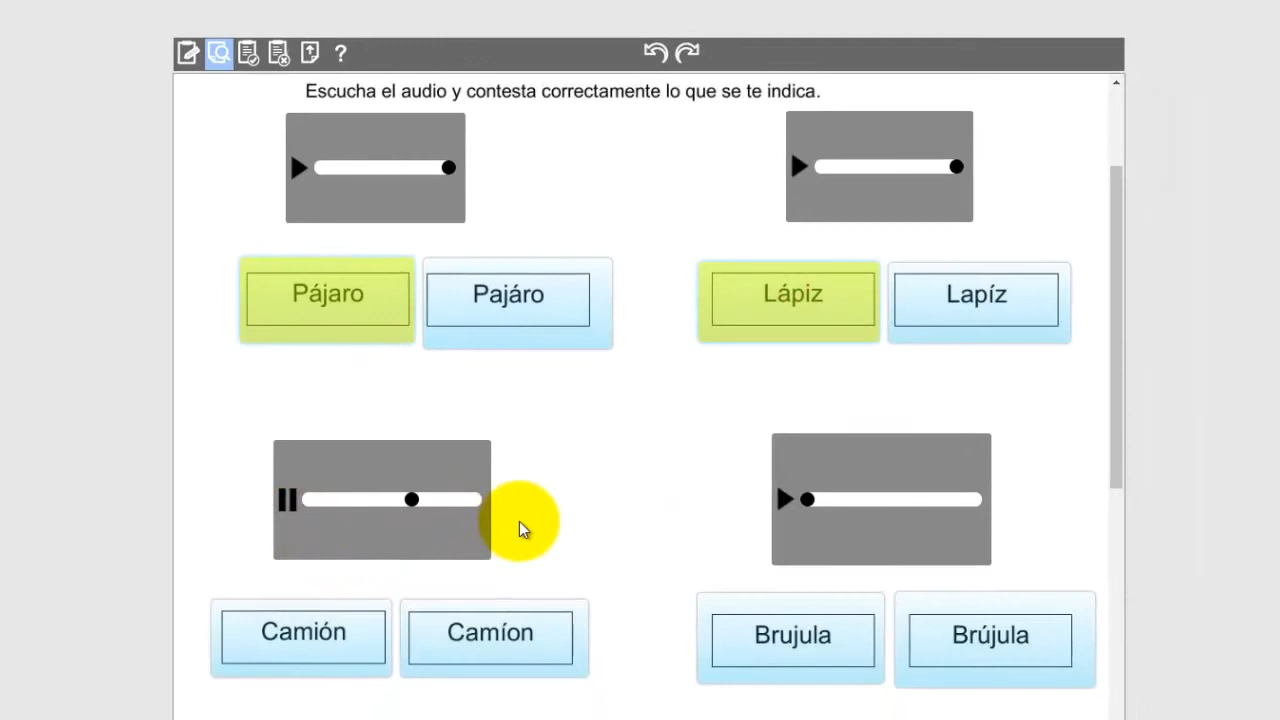 ?
Escucha el audio y contesta correctamente lo que se te indica.
Pájaro
Pajáro
Lápiz
Lapíz
Camión
Camíon
Brujula
Brújula